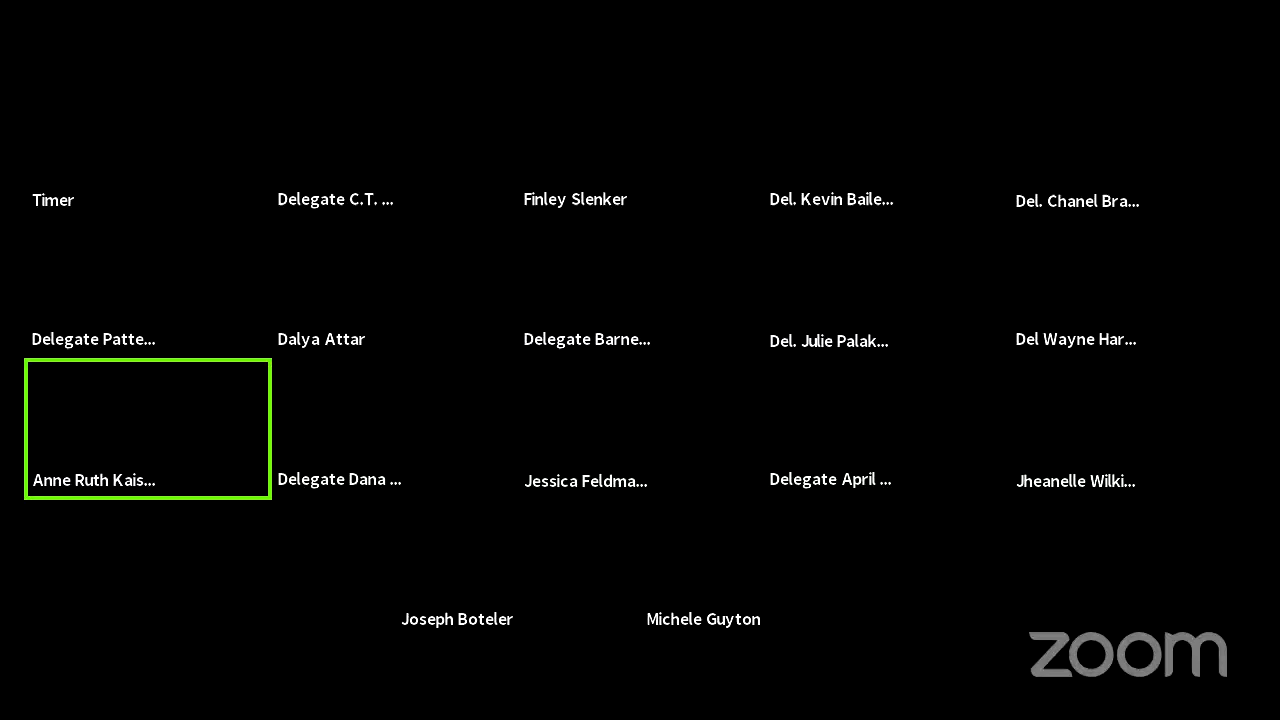 Timer
Delegate C.T. ...
Finley Slenker
Del. Kevin Baile...
Del. Chanel Bra...
Delegate Patte...
Dalya Attar
Delegate Barne...
Del. Julie Palak...
Del Wayne Har...
Anne Ruth Kais...
Delegate Dana ...
Jessica Feldma...
Delegate April ...
Jheanelle Wilki...
Joseph Boteler
Michele Guyton
zoom